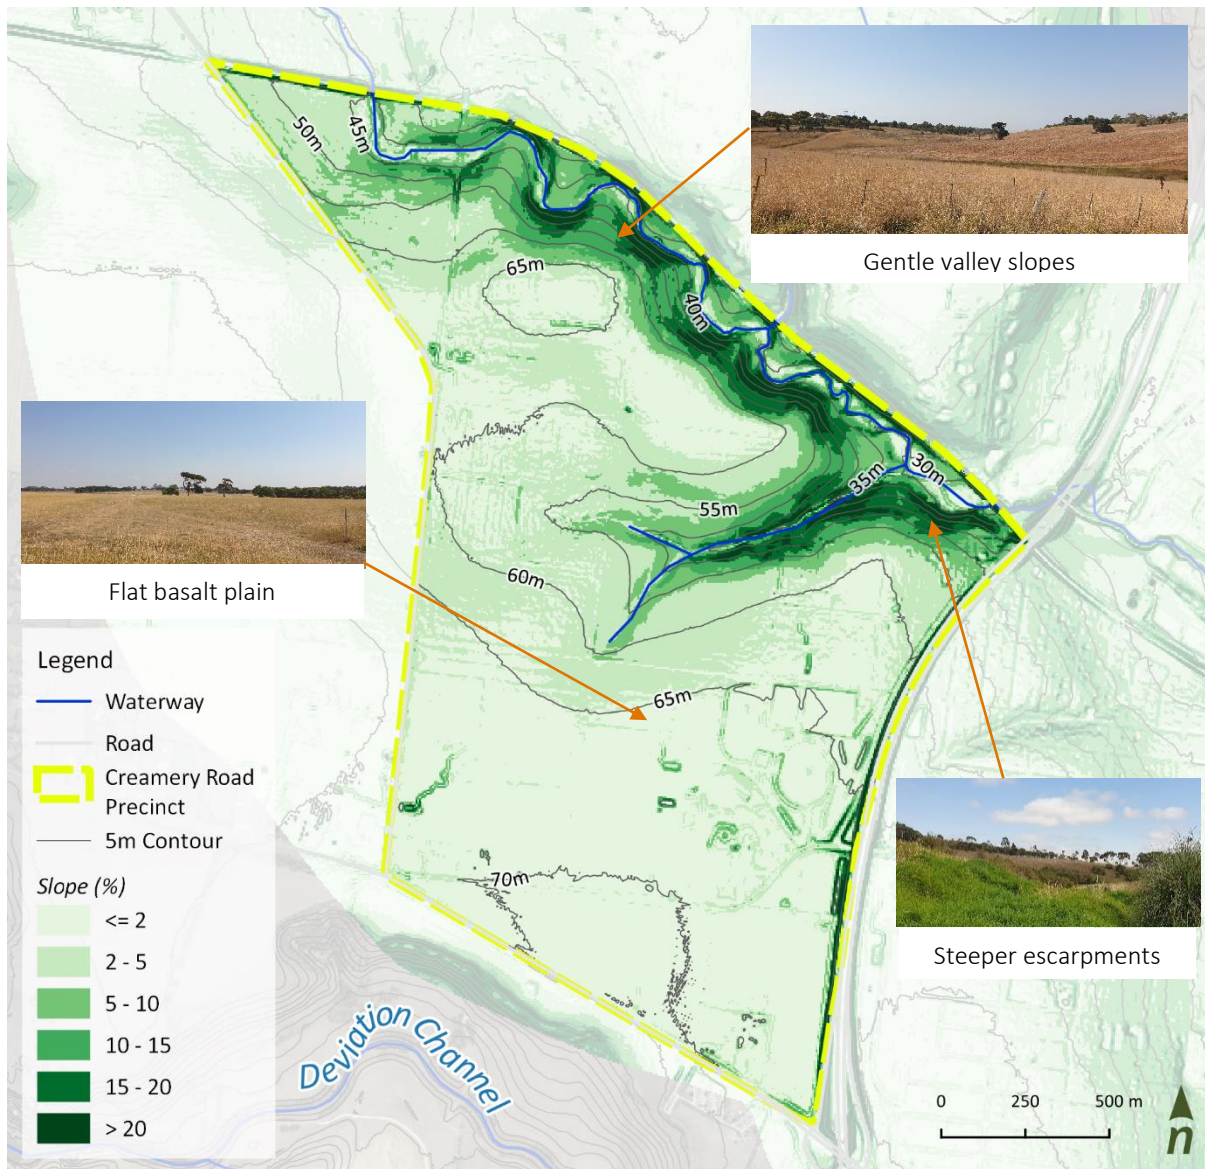 Gentle valley slopes
50m
45m
65m
40m
35m
30m
55m
60m
Flat basalt plain
65m
70m
Steeper escarpments
Legend
Waterway
Road
Creamery Road
Precinct
5m Contour
Slope (%)
<= 2
2 - 5
5 - 10
10 - 15
15 - 20
> 20
Deviation Channel
0 250 500 m
n